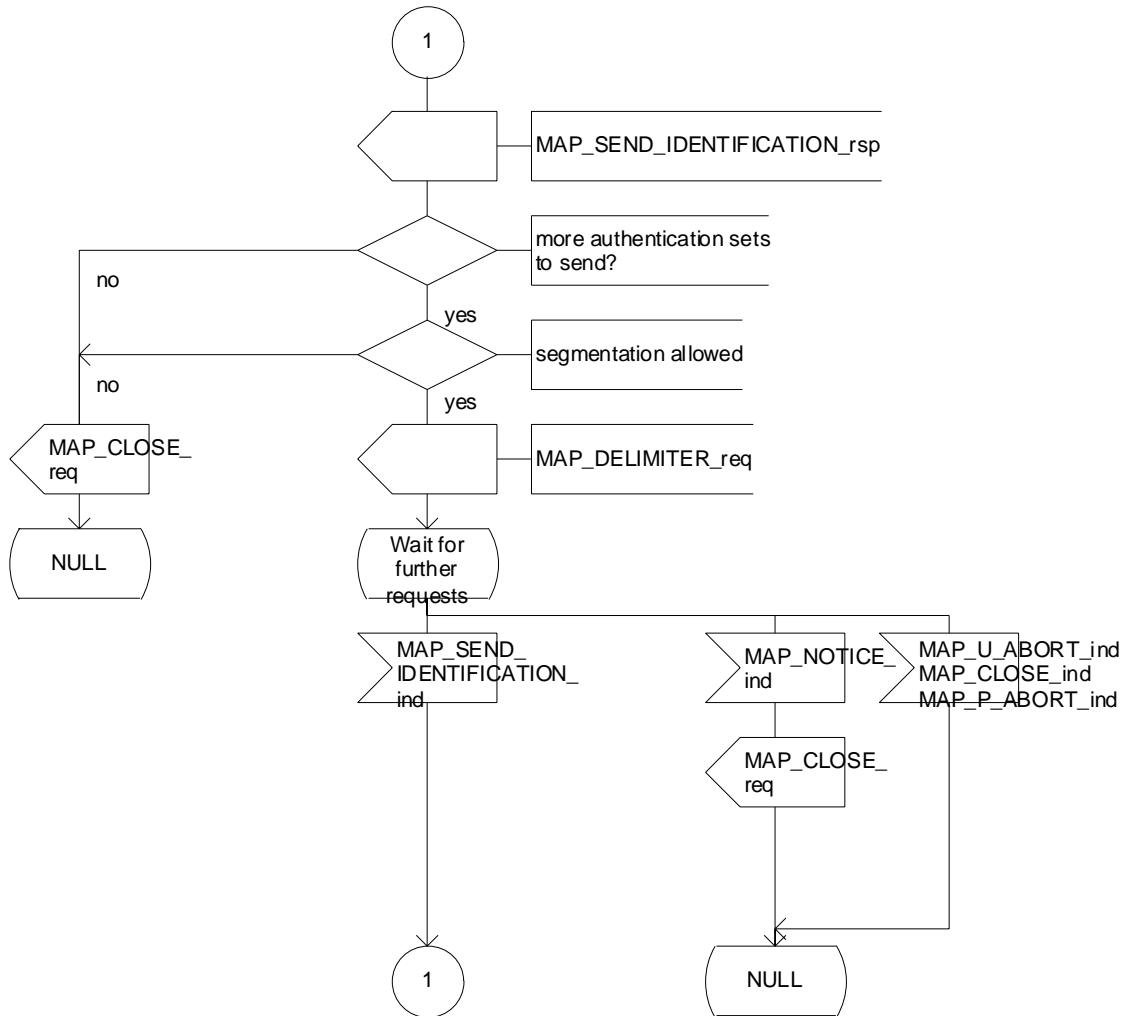 1
MAP_SEND_IDENTIFICATION_rsp
more authentication sets
to send?
no
yes
segmentation allowed
no
yes
MAP_CLOSE_
req
MAP_DELIMITER_req
NULL
Wait for
further
requests
MAP_SEND_
IDENTIFICATION_
ind
MAP_NOTICE_
ind
MAP_U_ABORT_ind
MAP_CLOSE_ind
MAP_P_ABORT_ind
MAP_CLOSE_
req
1
NULL